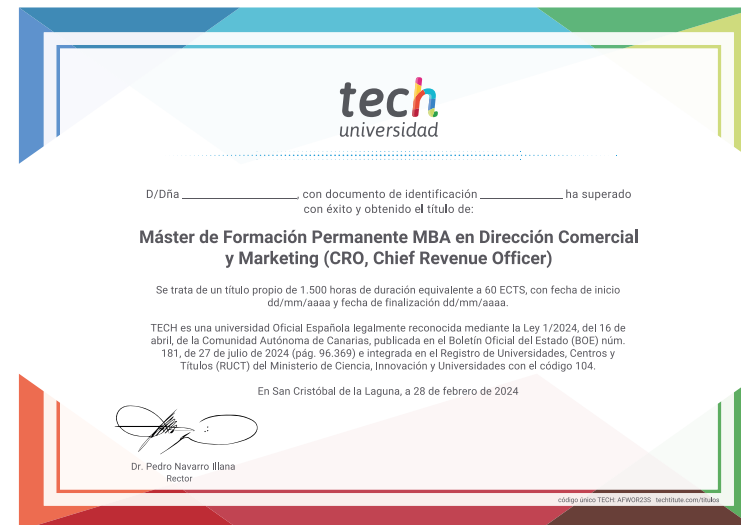 tech
universidad
D/Dña ____________________, con documento de identificación ______________ ha superado
con éxito y obtenido el título de:
Máster de Formación Permanente MBA en Dirección Comercial
y Marketing (CRO, Chief Revenue Officer)
Se trata de un título propio de 1.500 horas de duración equivalente a 60 ECTS, con fecha de inicio
dd/mm/aaaa y fecha de finalización dd/mm/aaaa.
TECH es una universidad Oficial Española legalmente reconocida mediante la Ley 1/2024, del 16 de
abril, de la Comunidad Autónoma de Canarias, publicada en el Boletín Oficial del Estado (BOE) núm.
181, de 27 de julio de 2024 (pág. 96.369) e integrada en el Registro de Universidades, Centros y
Títulos (RUCT) del Ministerio de Ciencia, Innovación y Universidades con el código 104.
En San Cristóbal de la Laguna, a 28 de febrero de 2024
Dr. Pedro Navarro Illana
Rector
código único TECH: AFWOR23S techtitute.com/titulos